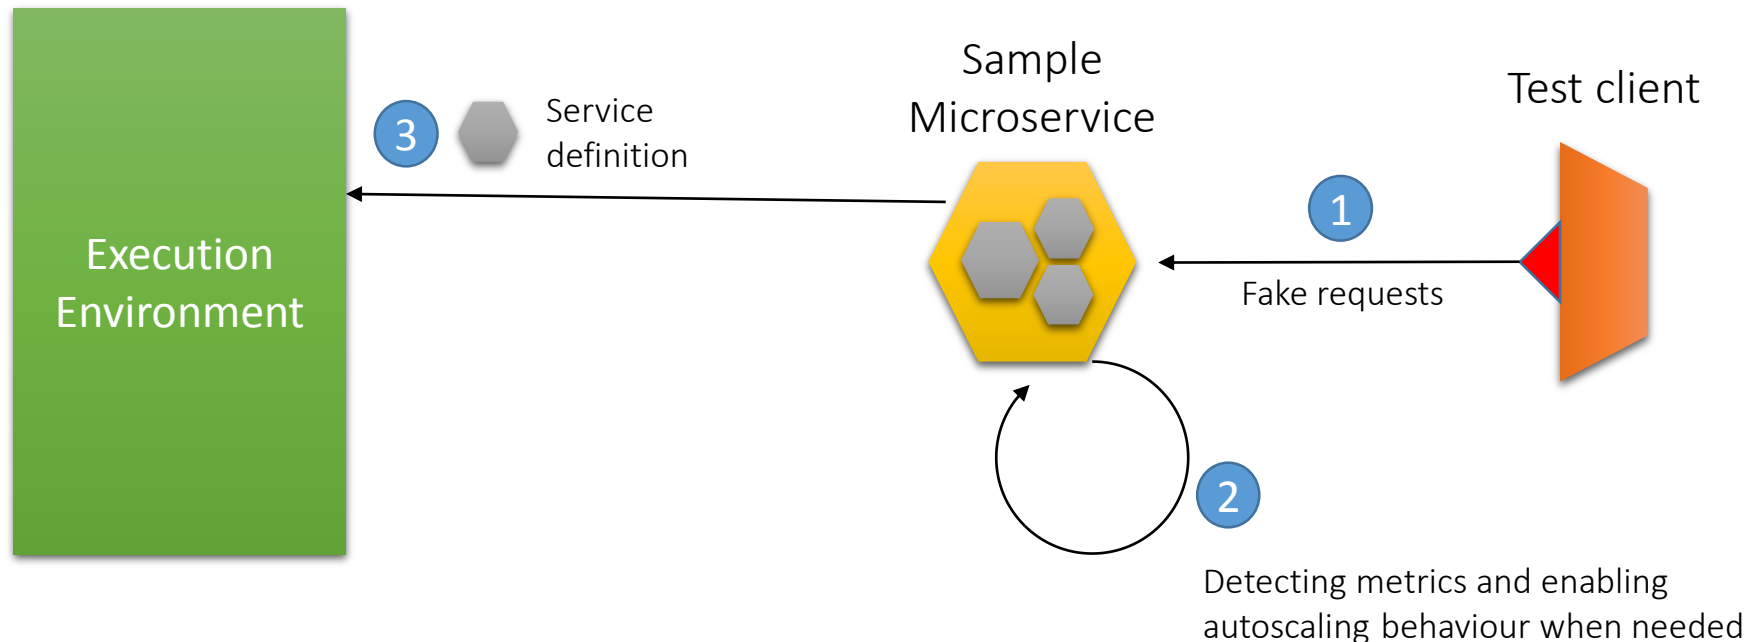 Sample
Microservice
Test client
3
Service
definition
1
Fake requests
Execution
Environment
2
Detecting metrics and enabling
autoscaling behaviour when needed